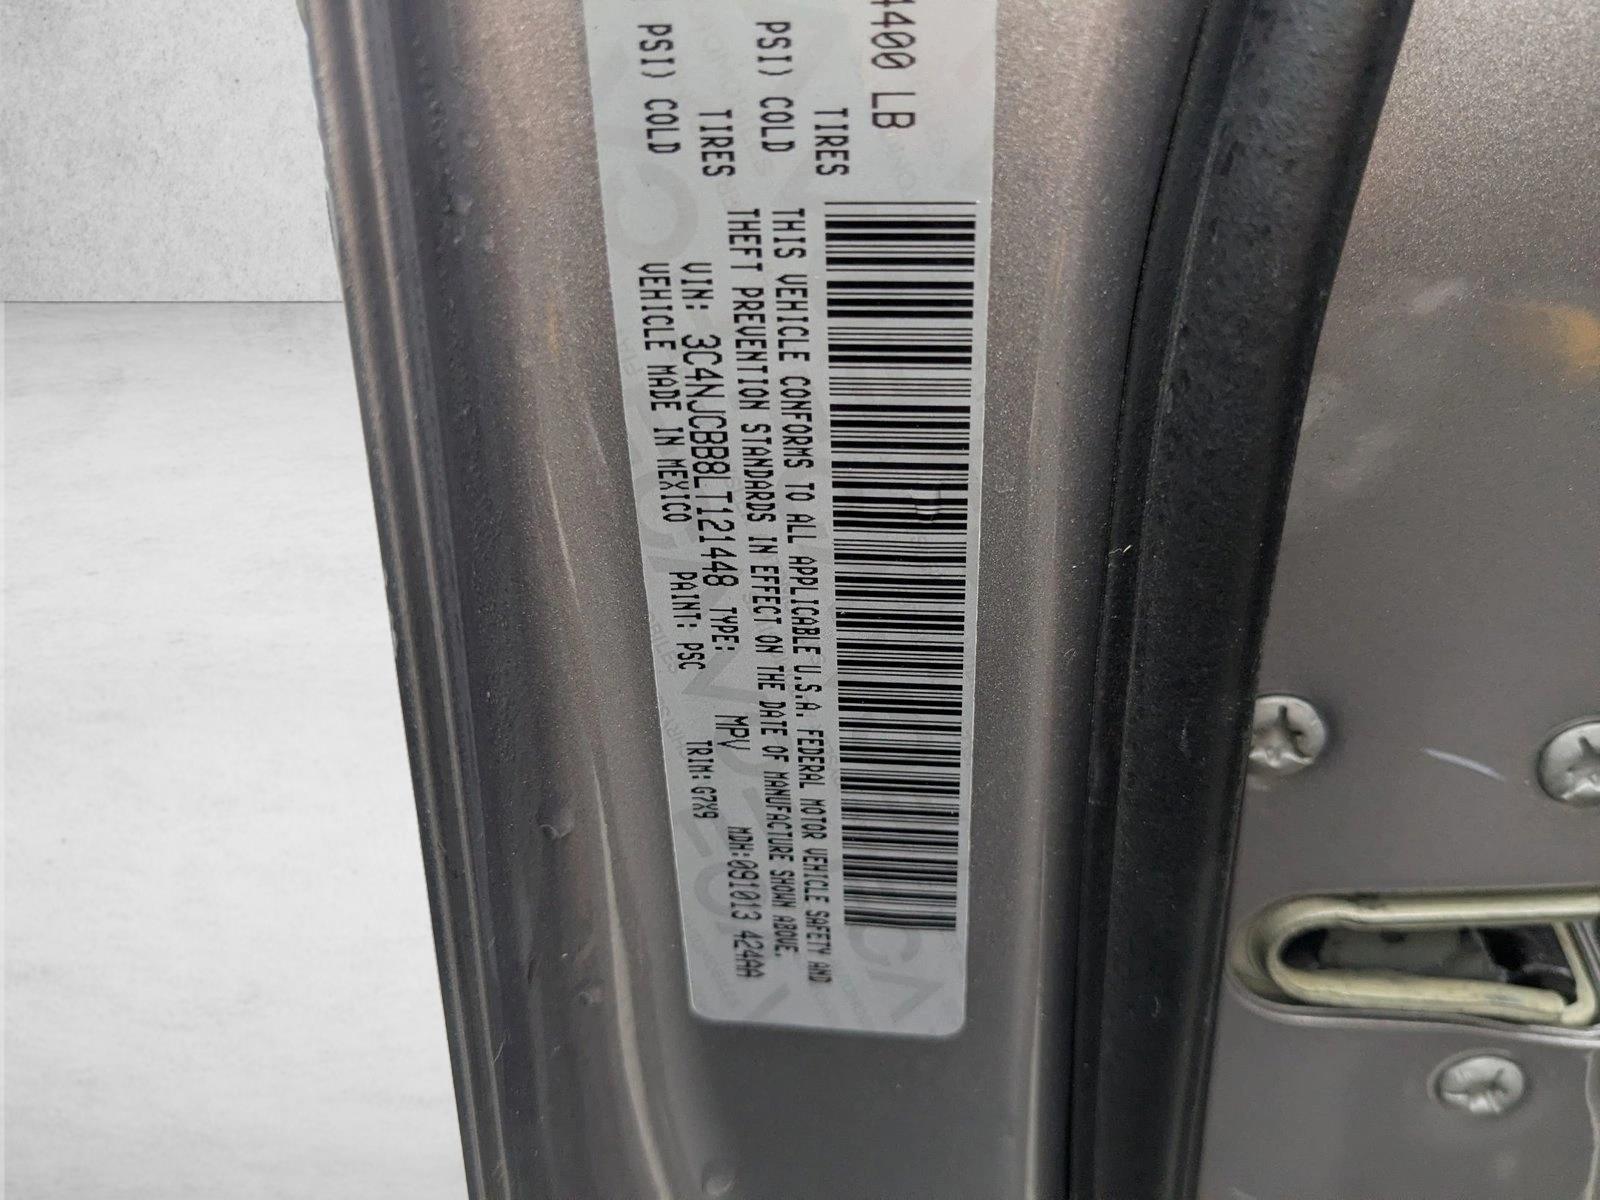 4400 LB
TIRES
PSI) COLD
TIRES
PSI) COLD
THIS VEHICLE CONFORMS TO ALL APPLICABLE U.S.A. FEDERAL MOTOR VEHICLE SAFETY AND
THEFT PREVENTION STANDARDS IN EFFECT ON THE DATE OF MANUFACTURE SHOWN ABOVE.
VIN: 3C4NJCBB8LT121448 TYPE: MPV MDH:091013 424AA
VEHICLE MADE IN MEXICO PAINT: PSC TRIM:G7X9